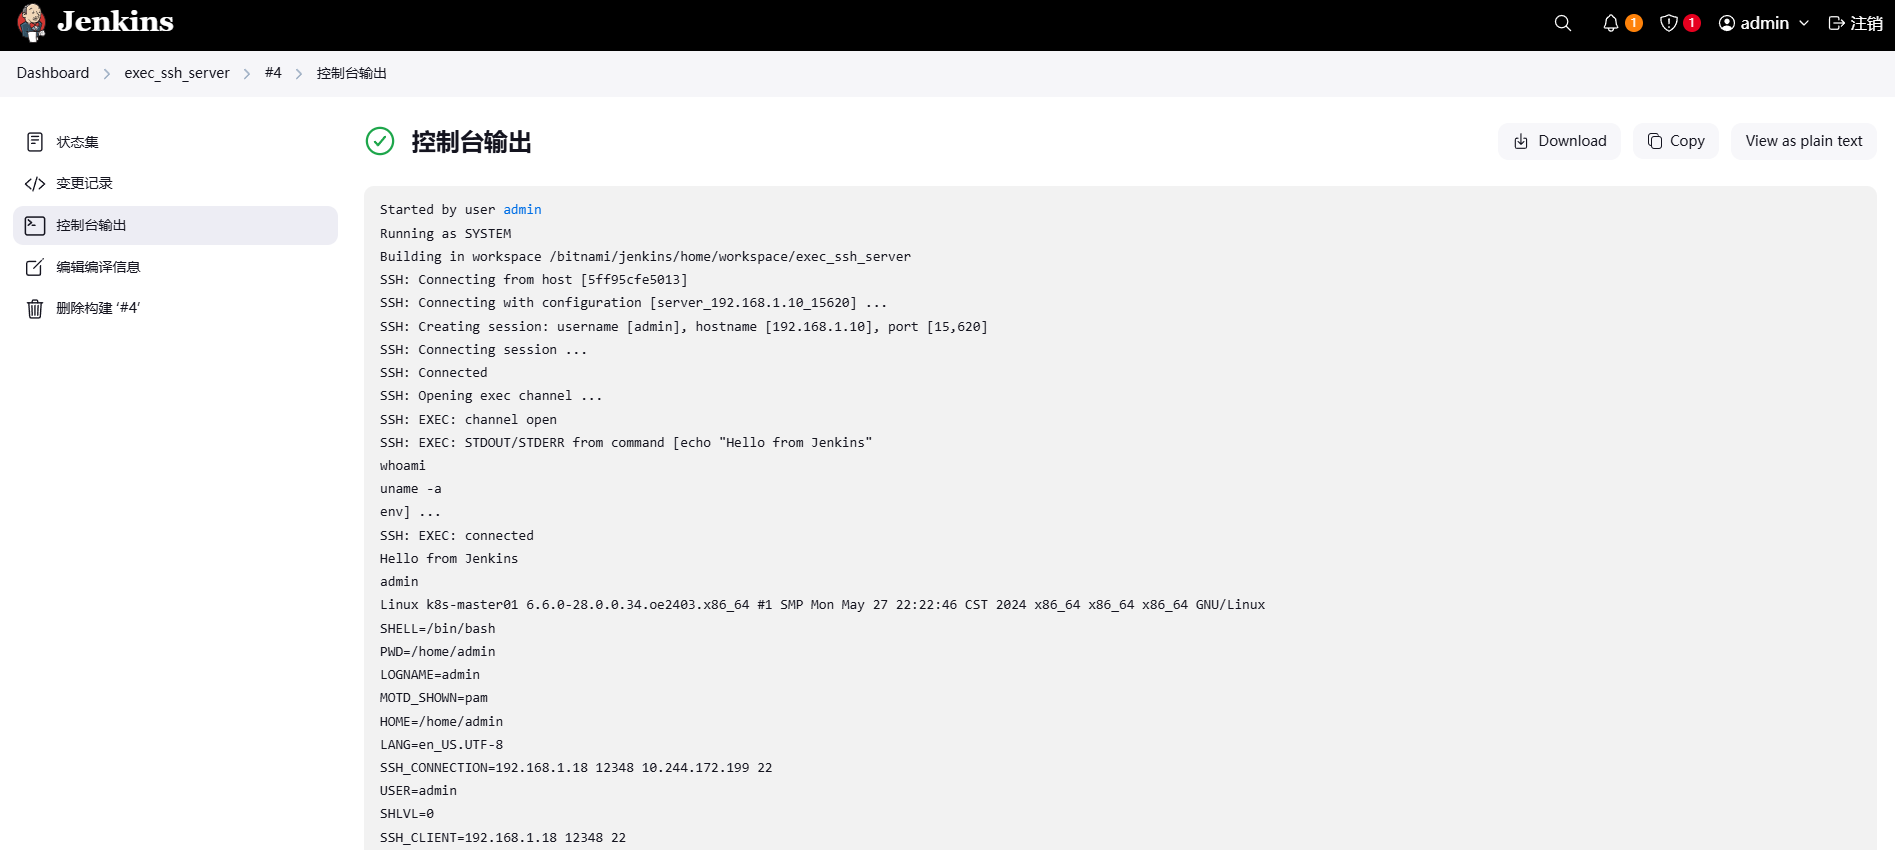 Jenkins
1
1
admin
注销
Dashboard
exec_ssh_server
#4
控制台输出
状态集
变更记录
控制台输出
编辑编译信息
删除构建 ‘#4’
控制台输出
Download
Copy
View as plain text
Started by user admin
Running as SYSTEM
Building in workspace /bitnami/jenkins/home/workspace/exec_ssh_server
SSH: Connecting from host [5ff95cfe5013]
SSH: Connecting with configuration [server_192.168.1.10_15620] ...
SSH: Creating session: username [admin], hostname [192.168.1.10], port [15,620]
SSH: Connecting session ...
SSH: Connected
SSH: Opening exec channel ...
SSH: EXEC: channel open
SSH: EXEC: STDOUT/STDERR from command [echo "Hello from Jenkins"
whoami
uname -a
env] ...
SSH: EXEC: connected
Hello from Jenkins
admin
Linux k8s-master01 6.6.0-28.0.0.34.oe2403.x86_64 #1 SMP Mon May 27 22:22:46 CST 2024 x86_64 x86_64 x86_64 GNU/Linux
SHELL=/bin/bash
PWD=/home/admin
LOGNAME=admin
MOTD_SHOWN=pam
HOME=/home/admin
LANG=en_US.UTF-8
SSH_CONNECTION=192.168.1.18 12348 10.244.172.199 22
USER=admin
SHLVL=0
SSH_CLIENT=192.168.1.18 12348 22